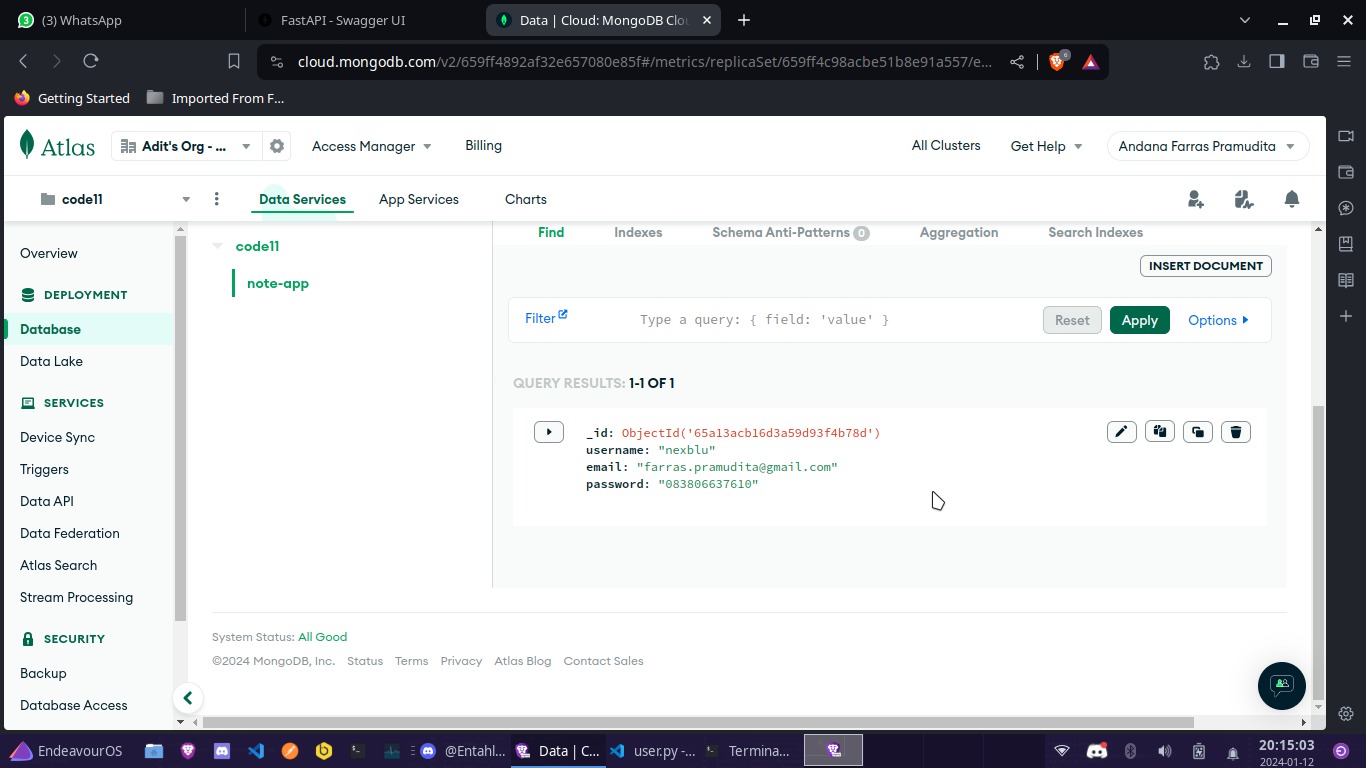 (3) WhatsApp
FastAPI - Swagger UI
Data | Cloud: MongoDB Clou
cloud.mongodb.com/v2/659ff4892af32e657080e85f#/metrics/replicaSet/659ff4c98acbe51b8e91a557/e...
6
Getting Started
Imported From F...
Atlas
Adit's Org - ...
Access Manager
Billing
All Clusters
Get Help
Andana Farras Pramudita
code11
Data Services
App Services
Charts
Overview
DEPLOYMENT
Database
Data Lake
SERVICES
Device Sync
Triggers
Data API
Data Federation
Atlas Search
Stream Processing
SECURITY
Backup
Database Access
code11
note-app
Find
Indexes
Schema Anti-Patterns 0
Aggregation
Search Indexes
INSERT DOCUMENT
Filter
Type a query: { field: 'value' }
Reset
Apply
Options
QUERY RESULTS: 1-1 OF 1
_id: ObjectId('65a13acb16d3a59d93f4b78d')
username: "nexblu"
email: "farras.pramudita@gmail.com"
password: "083806637610"
System Status: All Good
©2024 MongoDB, Inc. Status Terms Privacy Atlas Blog Contact Sales
EndeavourOS
@Entahl...
Data | C...
user.py -...
Termina...
20:15:03
2024-01-12